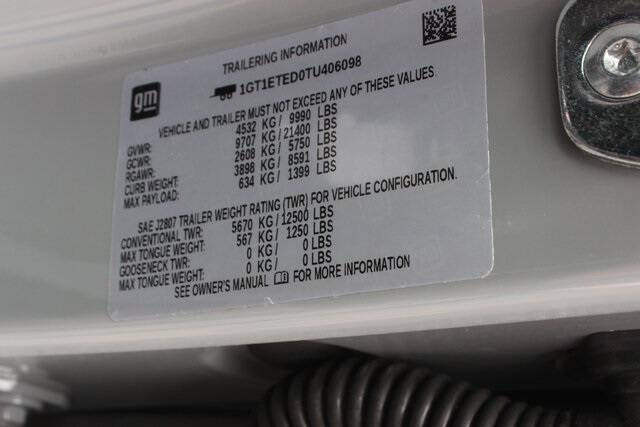 TRAILERING INFORMATION
gm
1GT1ETED0TU406098
VEHICLE AND TRAILER MUST NOT EXCEED ANY OF THESE VALUES.
GVWR: 4532 KG / 9990 LBS
GCWR: 9707 KG / 21400 LBS
RGAWR: 2608 KG / 5750 LBS
CURB WEIGHT: 3898 KG / 8591 LBS
MAX PAYLOAD: 634 KG / 1399 LBS
SAE J2807 TRAILER WEIGHT RATING (TWR) FOR VEHICLE CONFIGURATION.
CONVENTIONAL TWR: 5670 KG / 12500 LBS
MAX TONGUE WEIGHT: 567 KG / 1250 LBS
GOOSENECK TWR: 0 KG / 0 LBS
MAX TONGUE WEIGHT: 0 KG / 0 LBS
SEE OWNER'S MANUAL FOR MORE INFORMATION